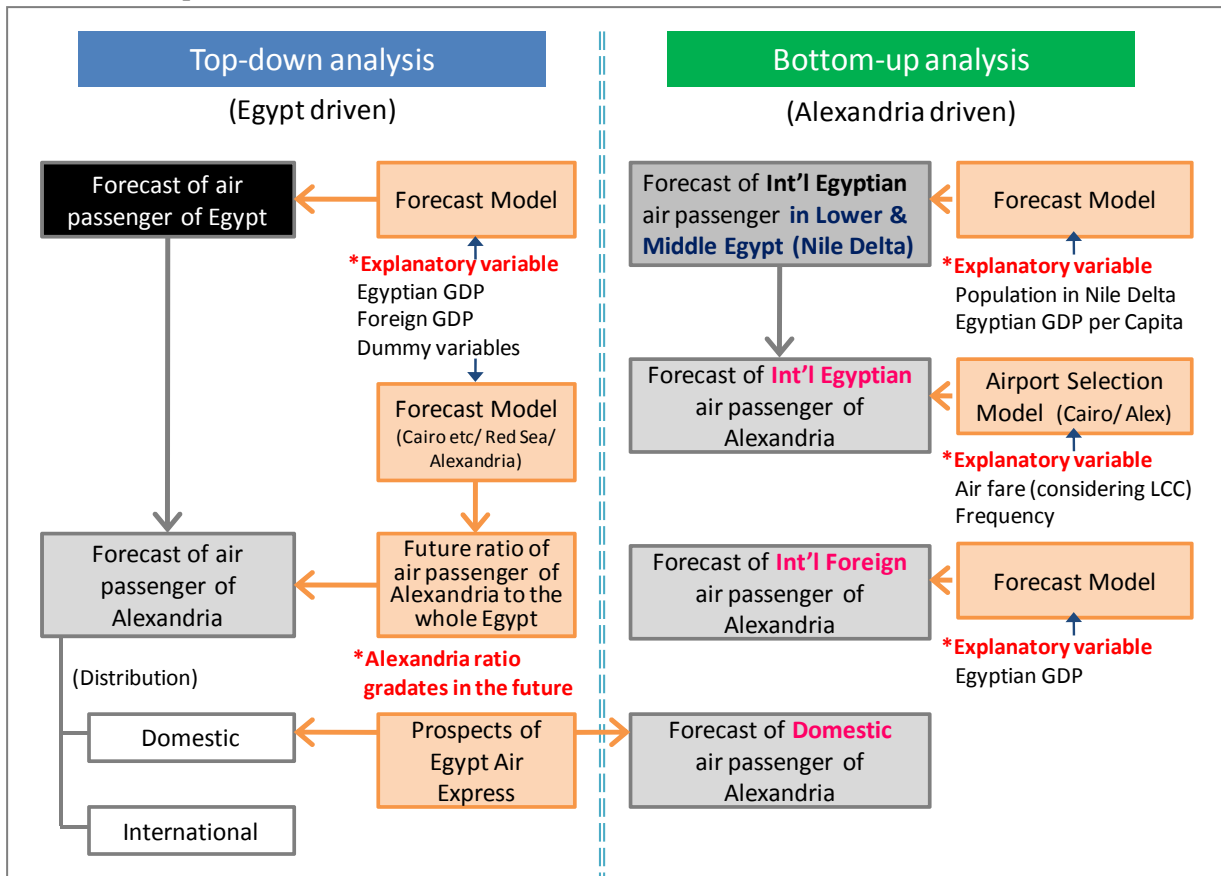 Top-down analysis
(Egypt driven)
Forecast of air
passenger of Egypt
Forecast Model
*Explanatory variable
Egyptian GDP
Foreign GDP
Dummy variables
Forecast Model
(Cairo etc/ Red Sea/
Alexandria)
Forecast of air
passenger of
Alexandria
Future ratio of
air passenger of
Alexandria to the
whole Egypt
*Alexandria ratio
gradates in the future
(Distribution)
Domestic
Prospects of
Egypt Air
Express
International
Bottom-up analysis
(Alexandria driven)
Forecast of Int'l Egyptian
air passenger in Lower &
Middle Egypt (Nile Delta)
Forecast Model
*Explanatory variable
Population in Nile Delta
Egyptian GDP per Capita
Forecast of Int'l Egyptian
air passenger of
Alexandria
Airport Selection
Model (Cairo/ Alex)
*Explanatory variable
Air fare (considering LCC)
Frequency
Forecast of Int'l Foreign
air passenger of
Alexandria
Forecast Model
*Explanatory variable
Egyptian GDP
Forecast of Domestic
air passenger of
Alexandria